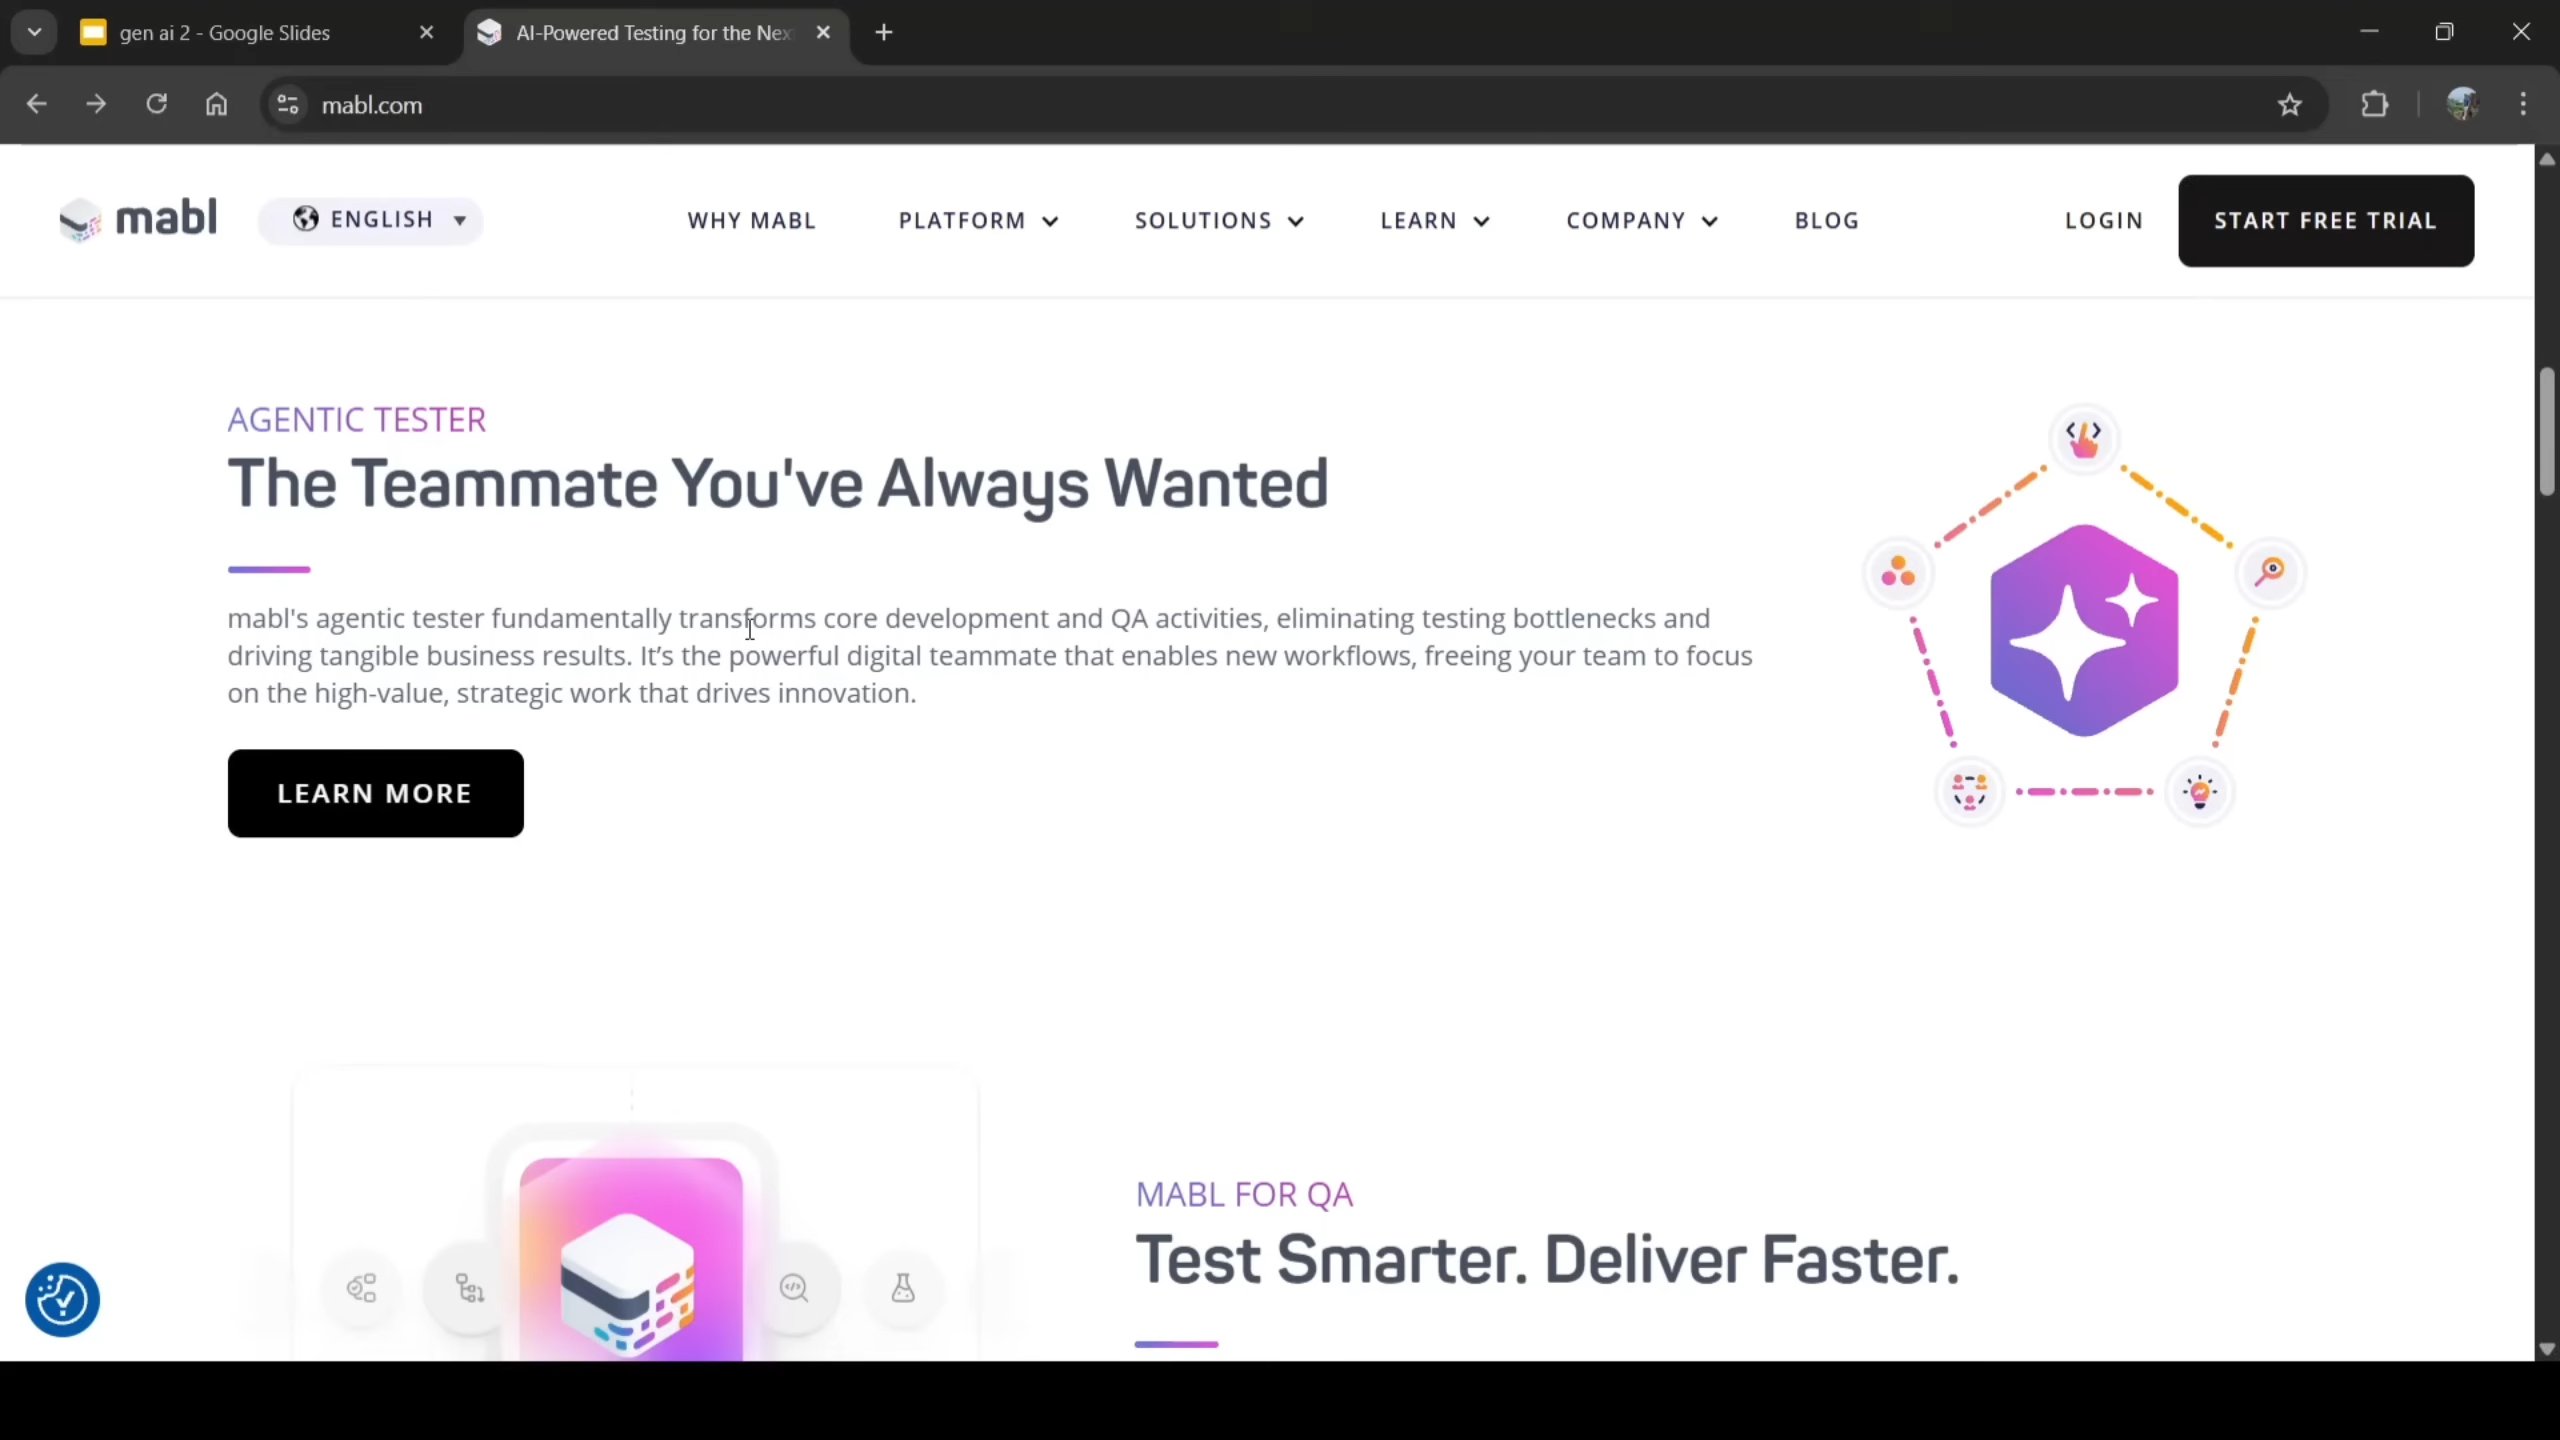 gen ai 2 - Google Slides
AI-Powered Testing for the Nex
mabl.com
mabl
ENGLISH
WHY MABL
PLATFORM
SOLUTIONS
LEARN
COMPANY
BLOG
LOGIN
START FREE TRIAL
AGENTIC TESTER
The Teammate You've Always Wanted
mabl's agentic tester fundamentally transforms core development and QA activities, eliminating testing bottlenecks and
driving tangible business results. It’s the powerful digital teammate that enables new workflows, freeing your team to focus
on the high-value, strategic work that drives innovation.
LEARN MORE
MABL FOR QA
Test Smarter. Deliver Faster.